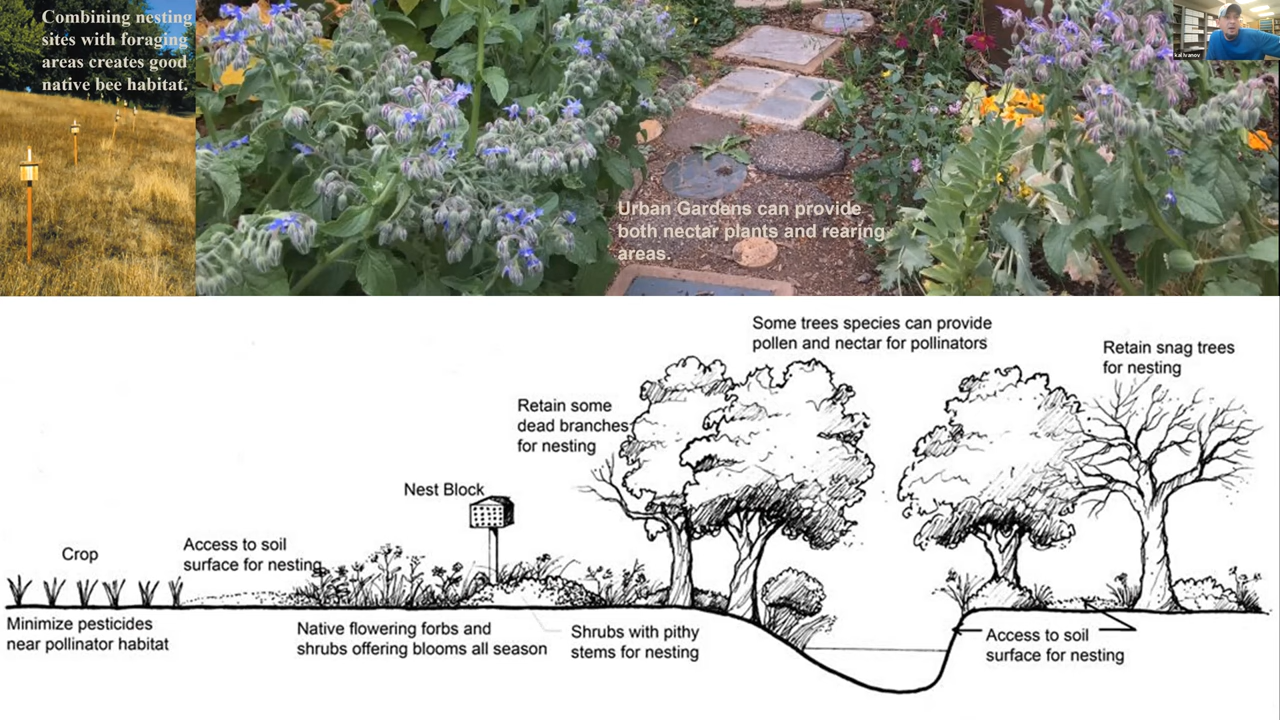 Combining nesting
sites with foraging
areas creates good
native bee habitat.
Urban Gardens can provide
both nectar plants and rearing
areas.
Some trees species can provide
pollen and nectar for pollinators
Retain snag trees
for nesting
Retain some
dead branches
for nesting
Nest Block
Crop
Access to soil
surface for nesting
Minimize pesticides
near pollinator habitat
Native flowering forbs and
shrubs offering blooms all season
Shrubs with pithy
stems for nesting
Access to soil
surface for nesting